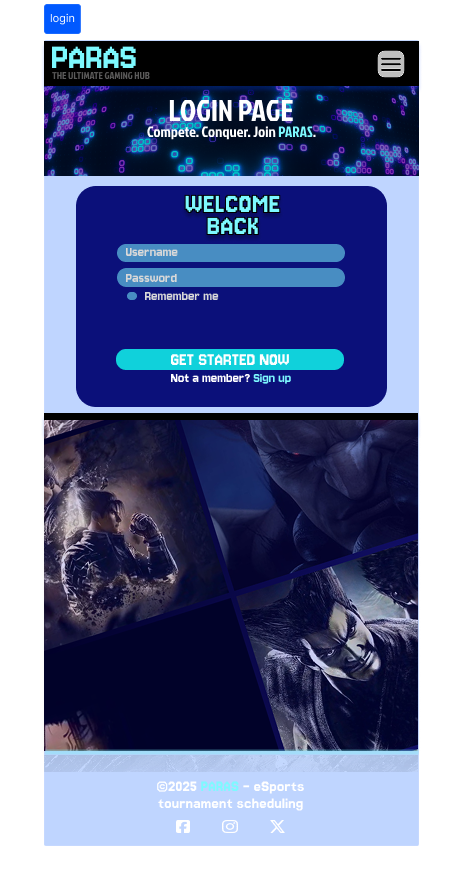 login
PARAS
THE ULTIMATE GAMING HUB
LOGIN PAGE
Compete. Conquer. Join PARAS.
WELCOME
BACK
Username
Password
Remember me
GET STARTED NOW
Not a member? Sign up
©2025 PARAS - eSports
tournament scheduling